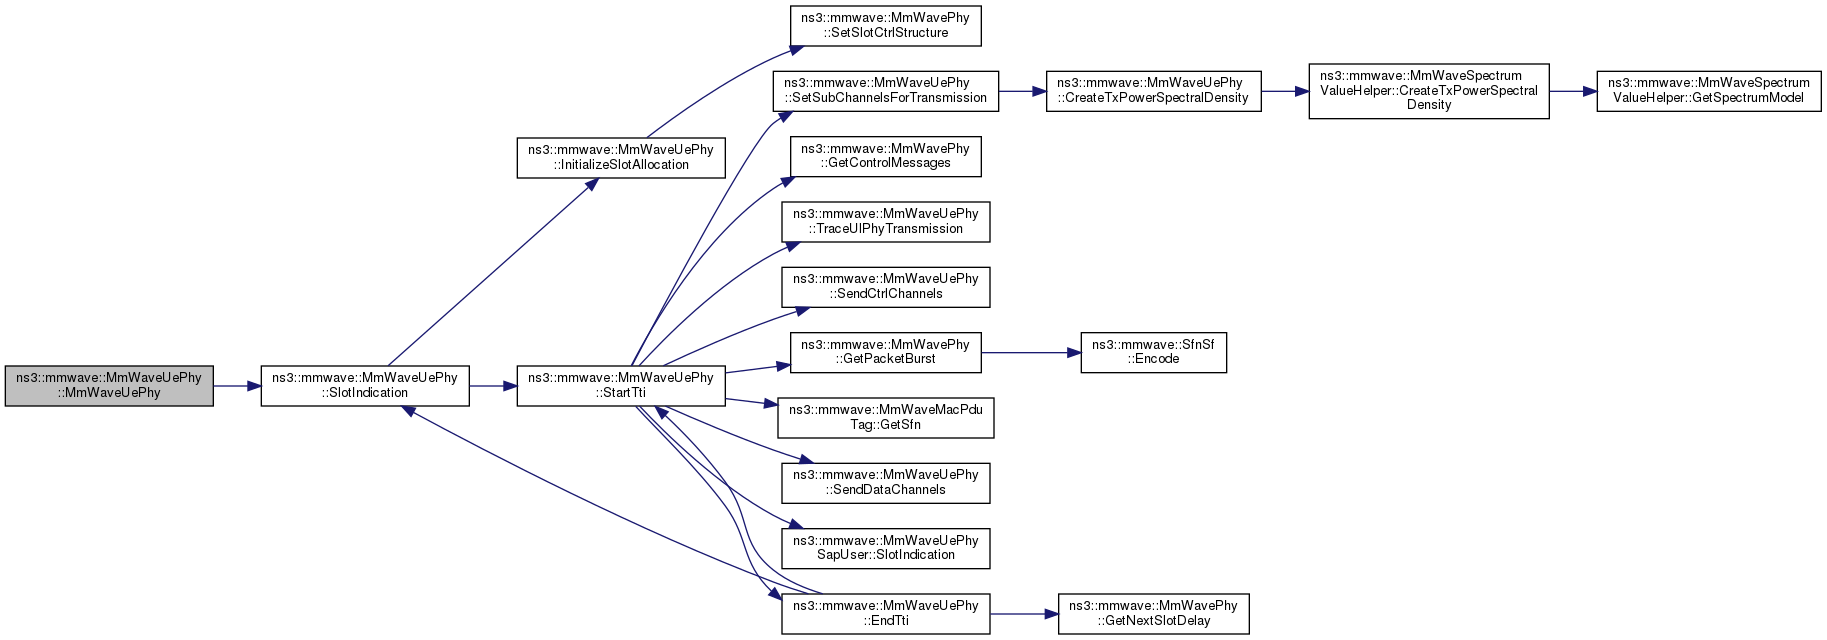 ns3::mmwave::MmWaveUePhy
::MmWaveUePhy
ns3::mmwave::MmWaveUePhy
::SlotIndication
ns3::mmwave::MmWaveUePhy
::InitializeSlotAllocation
ns3::mmwave::MmWaveUePhy
::StartTti
ns3::mmwave::MmWavePhy
::SetSlotCtrlStructure
ns3::mmwave::MmWaveUePhy
::SetSubChannelsForTransmission
ns3::mmwave::MmWaveUePhy
::CreateTxPowerSpectralDensity
ns3::mmwave::MmWaveSpectrum
ValueHelper::CreateTxPowerSpectral
Density
ns3::mmwave::MmWaveSpectrum
ValueHelper::GetSpectrumModel
ns3::mmwave::MmWavePhy
::GetControlMessages
ns3::mmwave::MmWaveUePhy
::TraceUlPhyTransmission
ns3::mmwave::MmWaveUePhy
::SendCtrlChannels
ns3::mmwave::MmWavePhy
::GetPacketBurst
ns3::mmwave::SfnSf
::Encode
ns3::mmwave::MmWaveMacPdu
Tag::GetSfn
ns3::mmwave::MmWaveUePhy
::SendDataChannels
ns3::mmwave::MmWaveUePhy
SapUser::SlotIndication
ns3::mmwave::MmWaveUePhy
::EndTti
ns3::mmwave::MmWavePhy
::GetNextSlotDelay